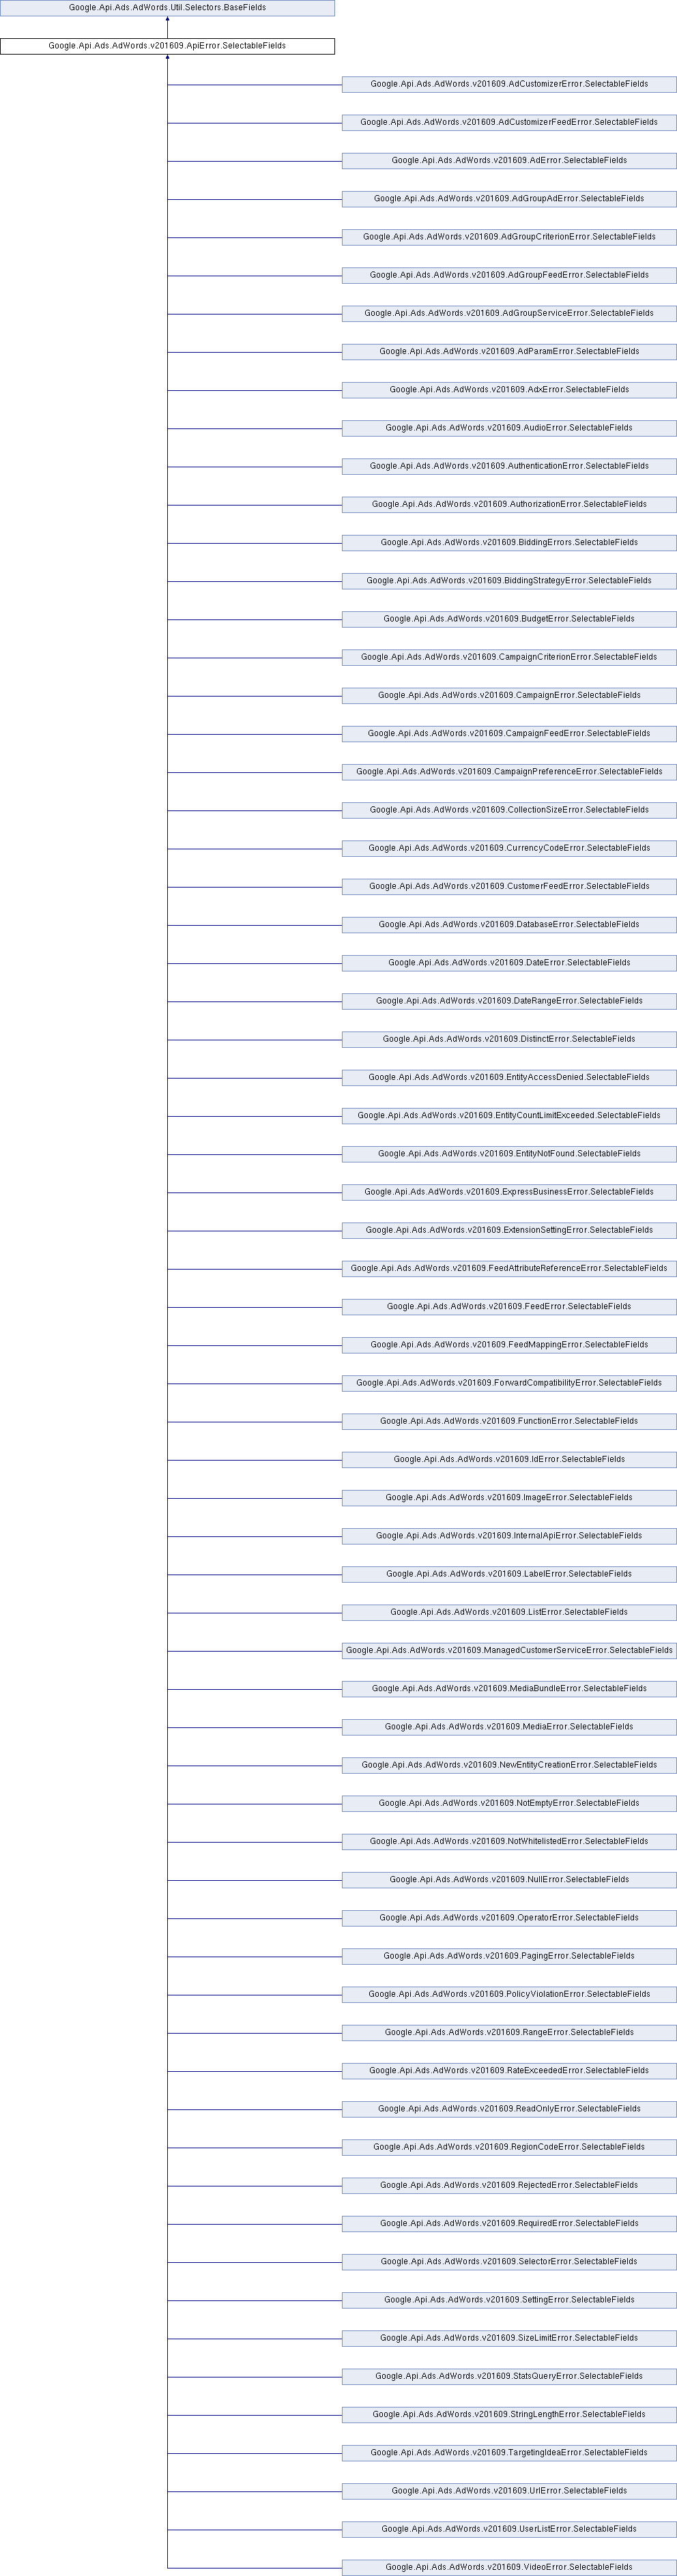 Google.Api.Ads.AdWords.Util.Selectors.BaseFields
Google.Api.Ads.AdWords.v201609.ApiError.SelectableFields
Google.Api.Ads.AdWords.v201609.AdCustomizerError.SelectableFields
Google.Api.Ads.AdWords.v201609.AdCustomizerFeedError.SelectableFields
Google.Api.Ads.AdWords.v201609.AdError.SelectableFields
Google.Api.Ads.AdWords.v201609.AdGroupAdError.SelectableFields
Google.Api.Ads.AdWords.v201609.AdGroupCriterionError.SelectableFields
Google.Api.Ads.AdWords.v201609.AdGroupFeedError.SelectableFields
Google.Api.Ads.AdWords.v201609.AdGroupServiceError.SelectableFields
Google.Api.Ads.AdWords.v201609.AdParamError.SelectableFields
Google.Api.Ads.AdWords.v201609.AdxError.SelectableFields
Google.Api.Ads.AdWords.v201609.AudioError.SelectableFields
Google.Api.Ads.AdWords.v201609.AuthenticationError.SelectableFields
Google.Api.Ads.AdWords.v201609.AuthorizationError.SelectableFields
Google.Api.Ads.AdWords.v201609.BiddingErrors.SelectableFields
Google.Api.Ads.AdWords.v201609.BiddingStrategyError.SelectableFields
Google.Api.Ads.AdWords.v201609.BudgetError.SelectableFields
Google.Api.Ads.AdWords.v201609.CampaignCriterionError.SelectableFields
Google.Api.Ads.AdWords.v201609.CampaignError.SelectableFields
Google.Api.Ads.AdWords.v201609.CampaignFeedError.SelectableFields
Google.Api.Ads.AdWords.v201609.CampaignPreferenceError.SelectableFields
Google.Api.Ads.AdWords.v201609.CollectionSizeError.SelectableFields
Google.Api.Ads.AdWords.v201609.CurrencyCodeError.SelectableFields
Google.Api.Ads.AdWords.v201609.CustomerFeedError.SelectableFields
Google.Api.Ads.AdWords.v201609.DatabaseError.SelectableFields
Google.Api.Ads.AdWords.v201609.DateError.SelectableFields
Google.Api.Ads.AdWords.v201609.DateRangeError.SelectableFields
Google.Api.Ads.AdWords.v201609.DistinctError.SelectableFields
Google.Api.Ads.AdWords.v201609.EntityAccessDenied.SelectableFields
Google.Api.Ads.AdWords.v201609.EntityCountLimitExceeded.SelectableFields
Google.Api.Ads.AdWords.v201609.EntityNotFound.SelectableFields
Google.Api.Ads.AdWords.v201609.ExpressBusinessError.SelectableFields
Google.Api.Ads.AdWords.v201609.ExtensionSettingError.SelectableFields
Google.Api.Ads.AdWords.v201609.FeedAttributeReferenceError.SelectableFields
Google.Api.Ads.AdWords.v201609.FeedError.SelectableFields
Google.Api.Ads.AdWords.v201609.FeedMappingError.SelectableFields
Google.Api.Ads.AdWords.v201609.ForwardCompatibilityError.SelectableFields
Google.Api.Ads.AdWords.v201609.FunctionError.SelectableFields
Google.Api.Ads.AdWords.v201609.IdError.SelectableFields
Google.Api.Ads.AdWords.v201609.ImageError.SelectableFields
Google.Api.Ads.AdWords.v201609.InternalApiError.SelectableFields
Google.Api.Ads.AdWords.v201609.LabelError.SelectableFields
Google.Api.Ads.AdWords.v201609.ListError.SelectableFields
Google.Api.Ads.AdWords.v201609.ManagedCustomerServiceError.SelectableFields
Google.Api.Ads.AdWords.v201609.MediaBundleError.SelectableFields
Google.Api.Ads.AdWords.v201609.MediaError.SelectableFields
Google.Api.Ads.AdWords.v201609.NewEntityCreationError.SelectableFields
Google.Api.Ads.AdWords.v201609.NotEmptyError.SelectableFields
Google.Api.Ads.AdWords.v201609.NotWhitelistedError.SelectableFields
Google.Api.Ads.AdWords.v201609.NullError.SelectableFields
Google.Api.Ads.AdWords.v201609.OperatorError.SelectableFields
Google.Api.Ads.AdWords.v201609.PagingError.SelectableFields
Google.Api.Ads.AdWords.v201609.PolicyViolationError.SelectableFields
Google.Api.Ads.AdWords.v201609.RangeError.SelectableFields
Google.Api.Ads.AdWords.v201609.RateExceededError.SelectableFields
Google.Api.Ads.AdWords.v201609.ReadOnlyError.SelectableFields
Google.Api.Ads.AdWords.v201609.RegionCodeError.SelectableFields
Google.Api.Ads.AdWords.v201609.RejectedError.SelectableFields
Google.Api.Ads.AdWords.v201609.RequiredError.SelectableFields
Google.Api.Ads.AdWords.v201609.SelectorError.SelectableFields
Google.Api.Ads.AdWords.v201609.SettingError.SelectableFields
Google.Api.Ads.AdWords.v201609.SizeLimitError.SelectableFields
Google.Api.Ads.AdWords.v201609.StatsQueryError.SelectableFields
Google.Api.Ads.AdWords.v201609.StringLengthError.SelectableFields
Google.Api.Ads.AdWords.v201609.TargetingIdeaError.SelectableFields
Google.Api.Ads.AdWords.v201609.UrlError.SelectableFields
Google.Api.Ads.AdWords.v201609.UserListError.SelectableFields
Google.Api.Ads.AdWords.v201609.VideoError.SelectableFields